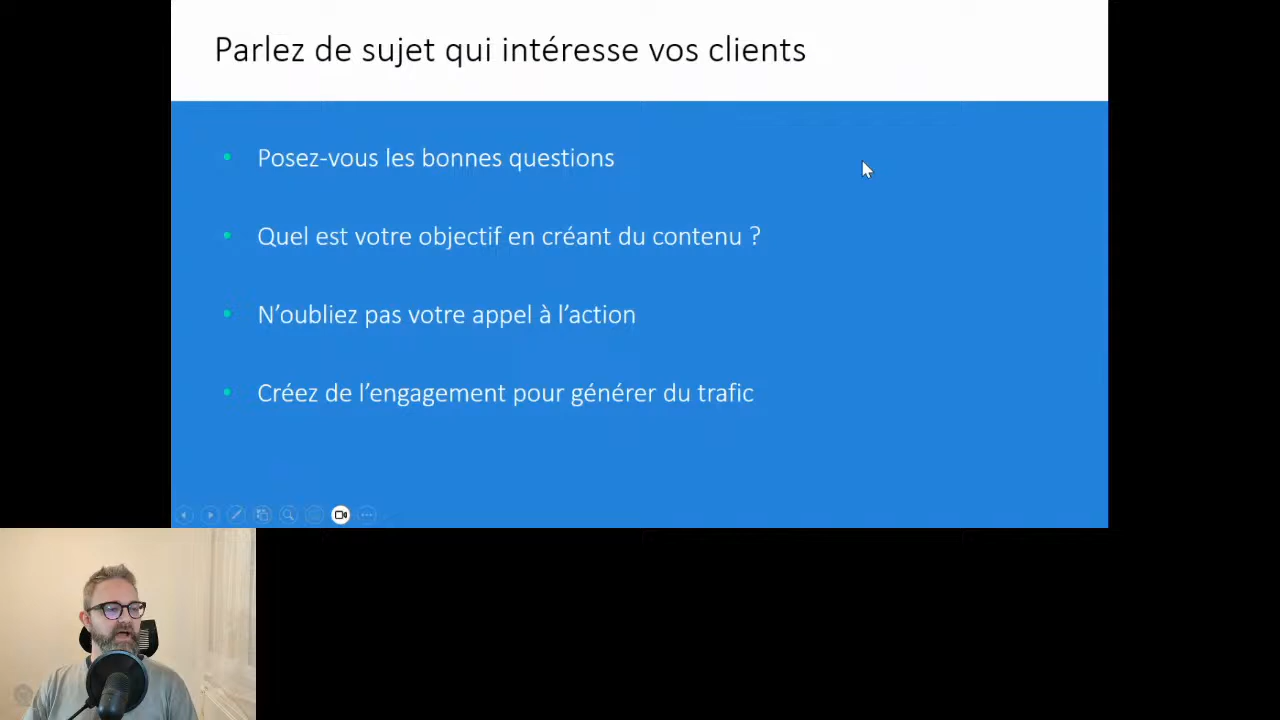 Parlez de sujet qui intéresse vos clients
Posez-vous les bonnes questions
Quel est votre objectif en créant du contenu ?
N’oubliez pas votre appel à l’action
Créez de l’engagement pour générer du trafic